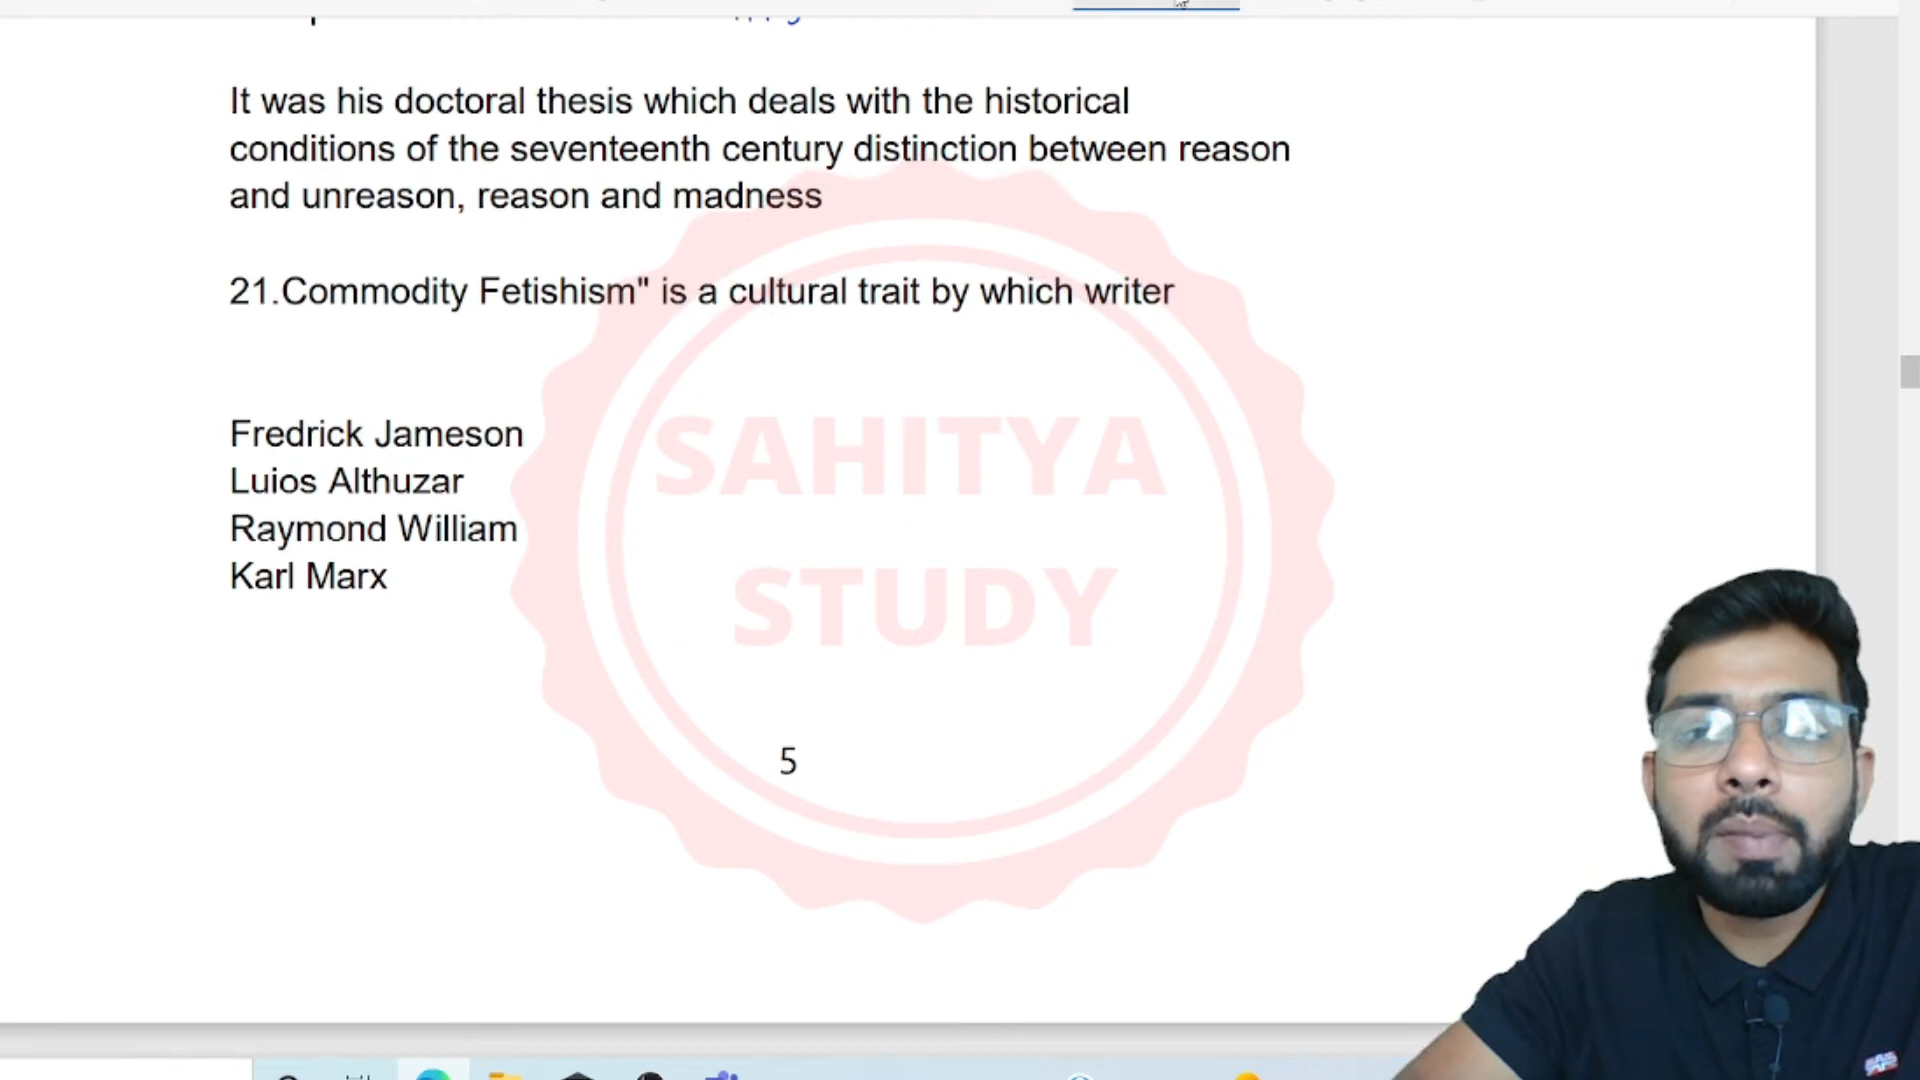 It was his doctoral thesis which deals with the historical
conditions of the seventeenth century distinction between reason
and unreason, reason and madness
21.Commodity Fetishism" is a cultural trait by which writer
Fredrick Jameson
Luios Althuzar
Raymond William
Karl Marx
SAHITYA
STUDY
5